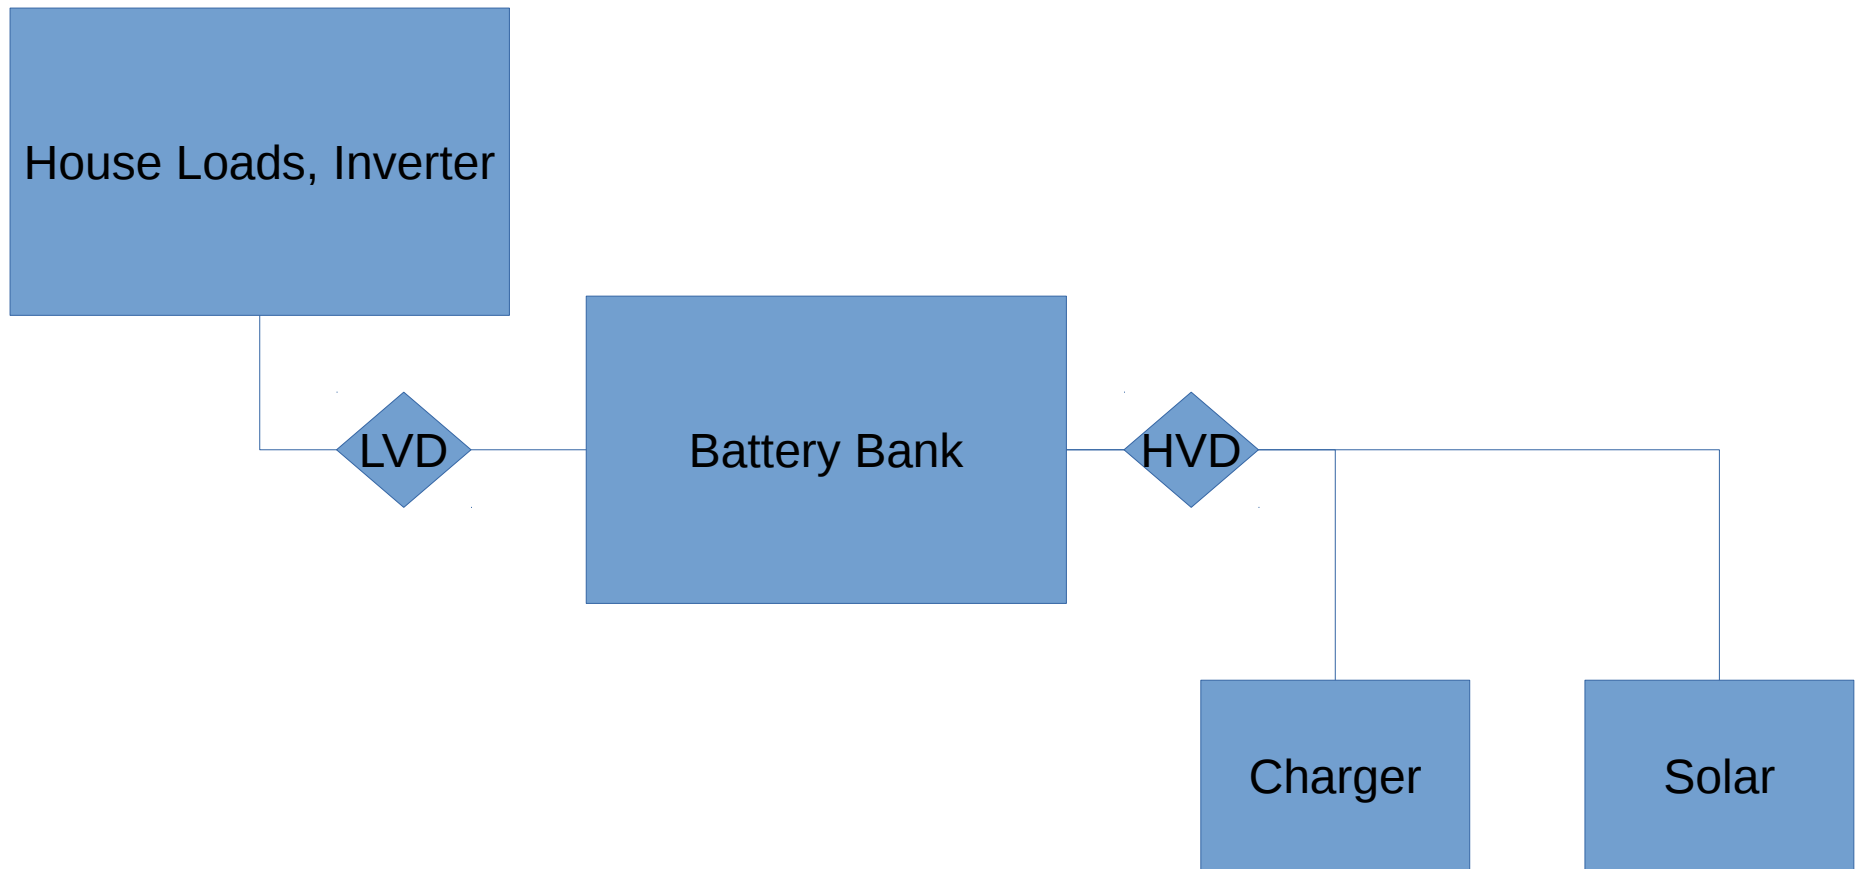 House Loads, Inverter
LVD
Battery Bank
HVD
Charger
Solar